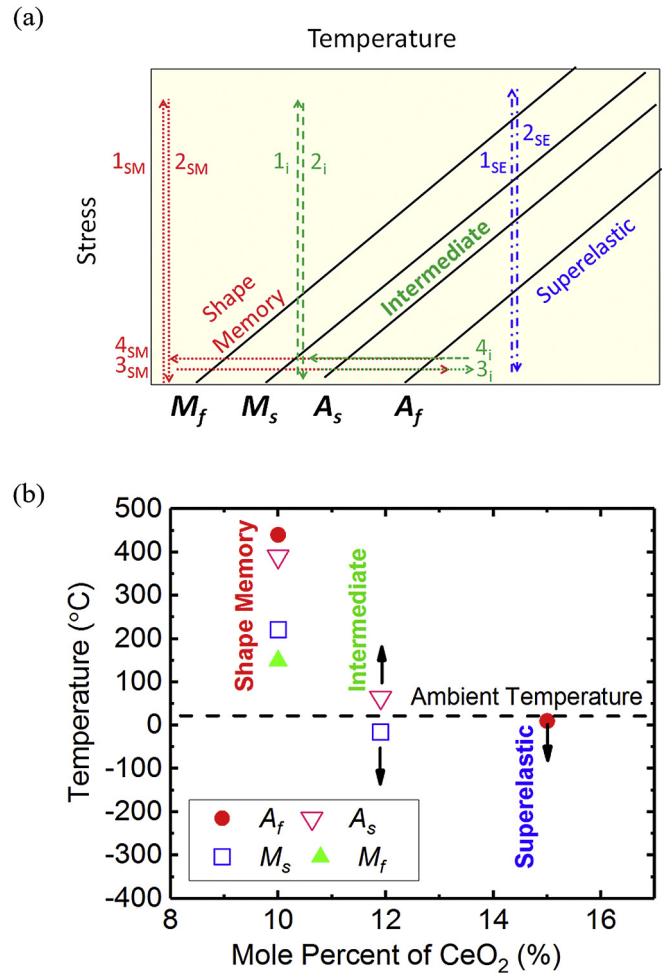 (a)
Temperature
Stress
1SM
2SM
1i
2i
1SE
2SE
Shape
Memory
Intermediate
Superelastic
4SM
3SM
4i
3i
Mf
Ms
As
Af
(b)
500
400
300
200
100
0
-100
-200
-300
-400
Temperature (°C)
Shape Memory
Intermediate
Ambient Temperature
Superelastic
Af
As
Ms
Mf
8
10
12
14
16
Mole Percent of CeO2 (%)